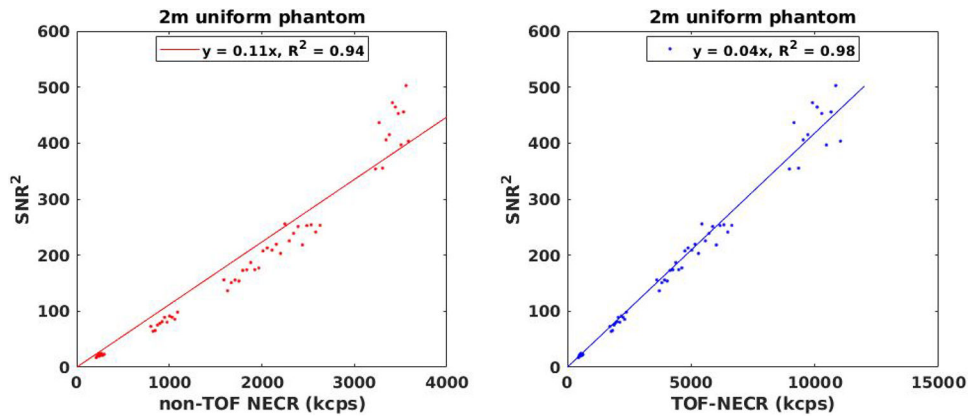 2m uniform phantom
y = 0.11x, R² = 0.94
SNR²
600
500
400
300
200
100
0
0 1000 2000 3000 4000
non-TOF NECR (kcps)
2m uniform phantom
y = 0.04x, R² = 0.98
SNR²
600
500
400
300
200
100
0
0 5000 10000 15000
TOF-NECR (kcps)